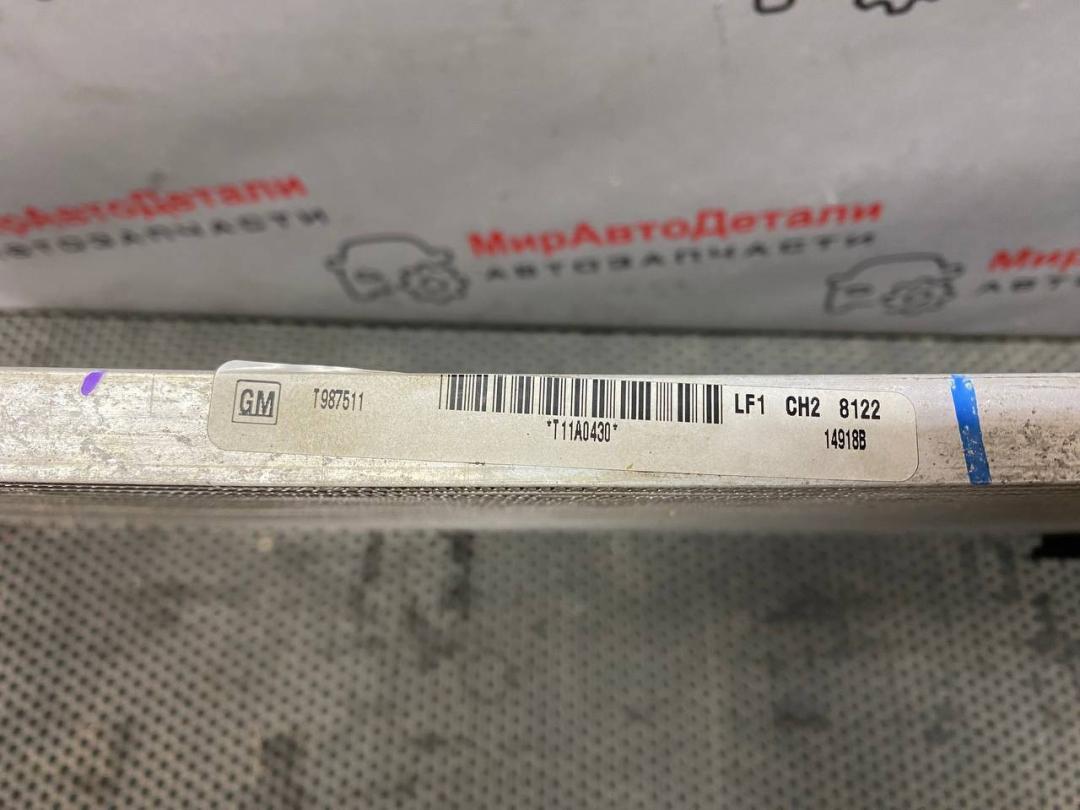 МирАвтоДетали
АВТОЗАПЧАСТИ
МирАвтоДетали
АВТОЗАПЧАСТИ
GM
T987511
LF1 CH2 8122
*T11A0430*
14918B